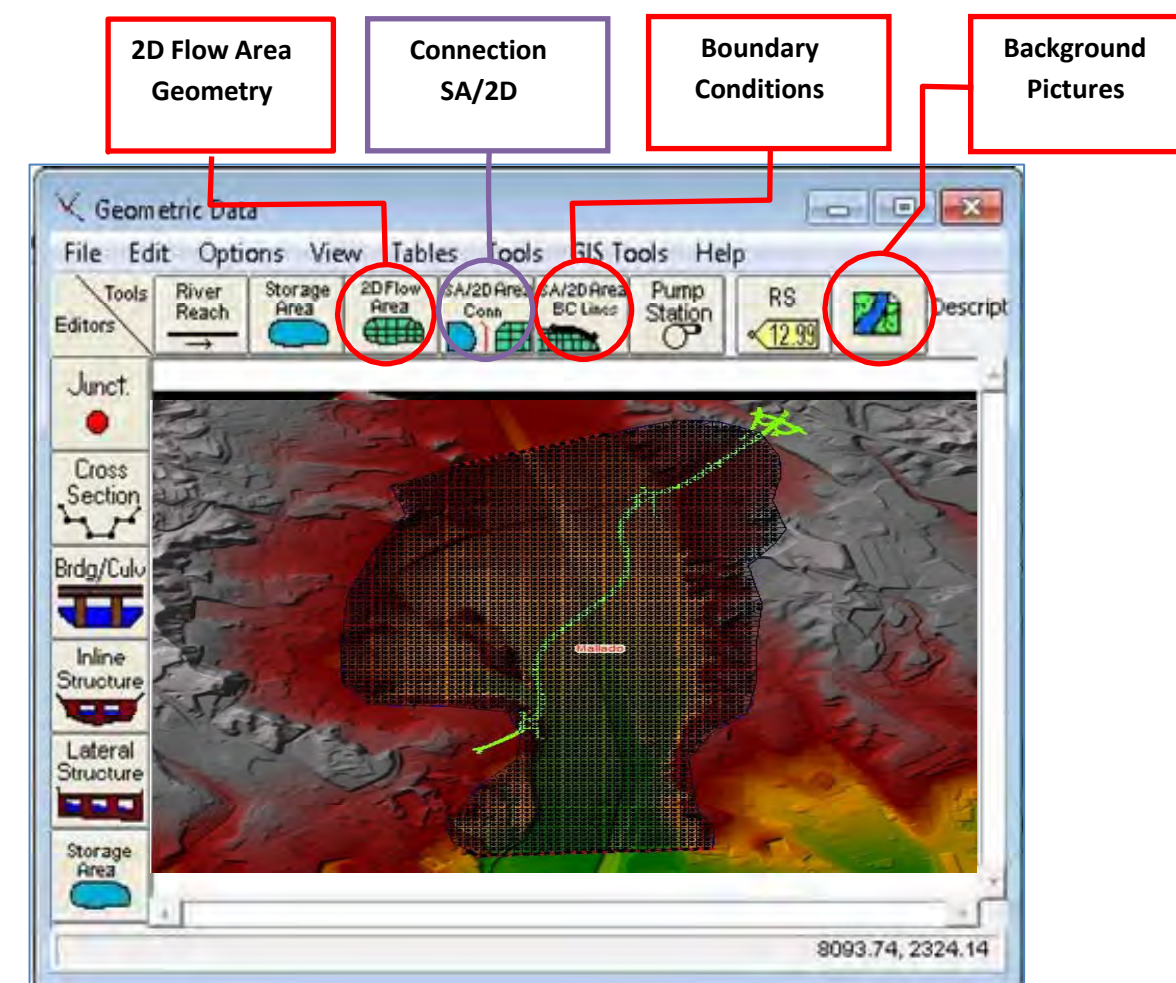 2D Flow Area
Geometry
Connection
SA/2D
Boundary
Conditions
Background
Pictures
Geometric Data
File Edit Options View Tables Tools GIS Tools Help
Tools
Editors
River
Reach
Storage
Area
2D Flow
Area
SA/2D Area
Conn
SA/2D Area
BC Lines
Pump
Station
RS
12.99
Descript
Junct.
Cross
Section
Brdg/Culv
Inline
Structure
Lateral
Structure
Storage
Area
Mallado
8093.74, 2324.14